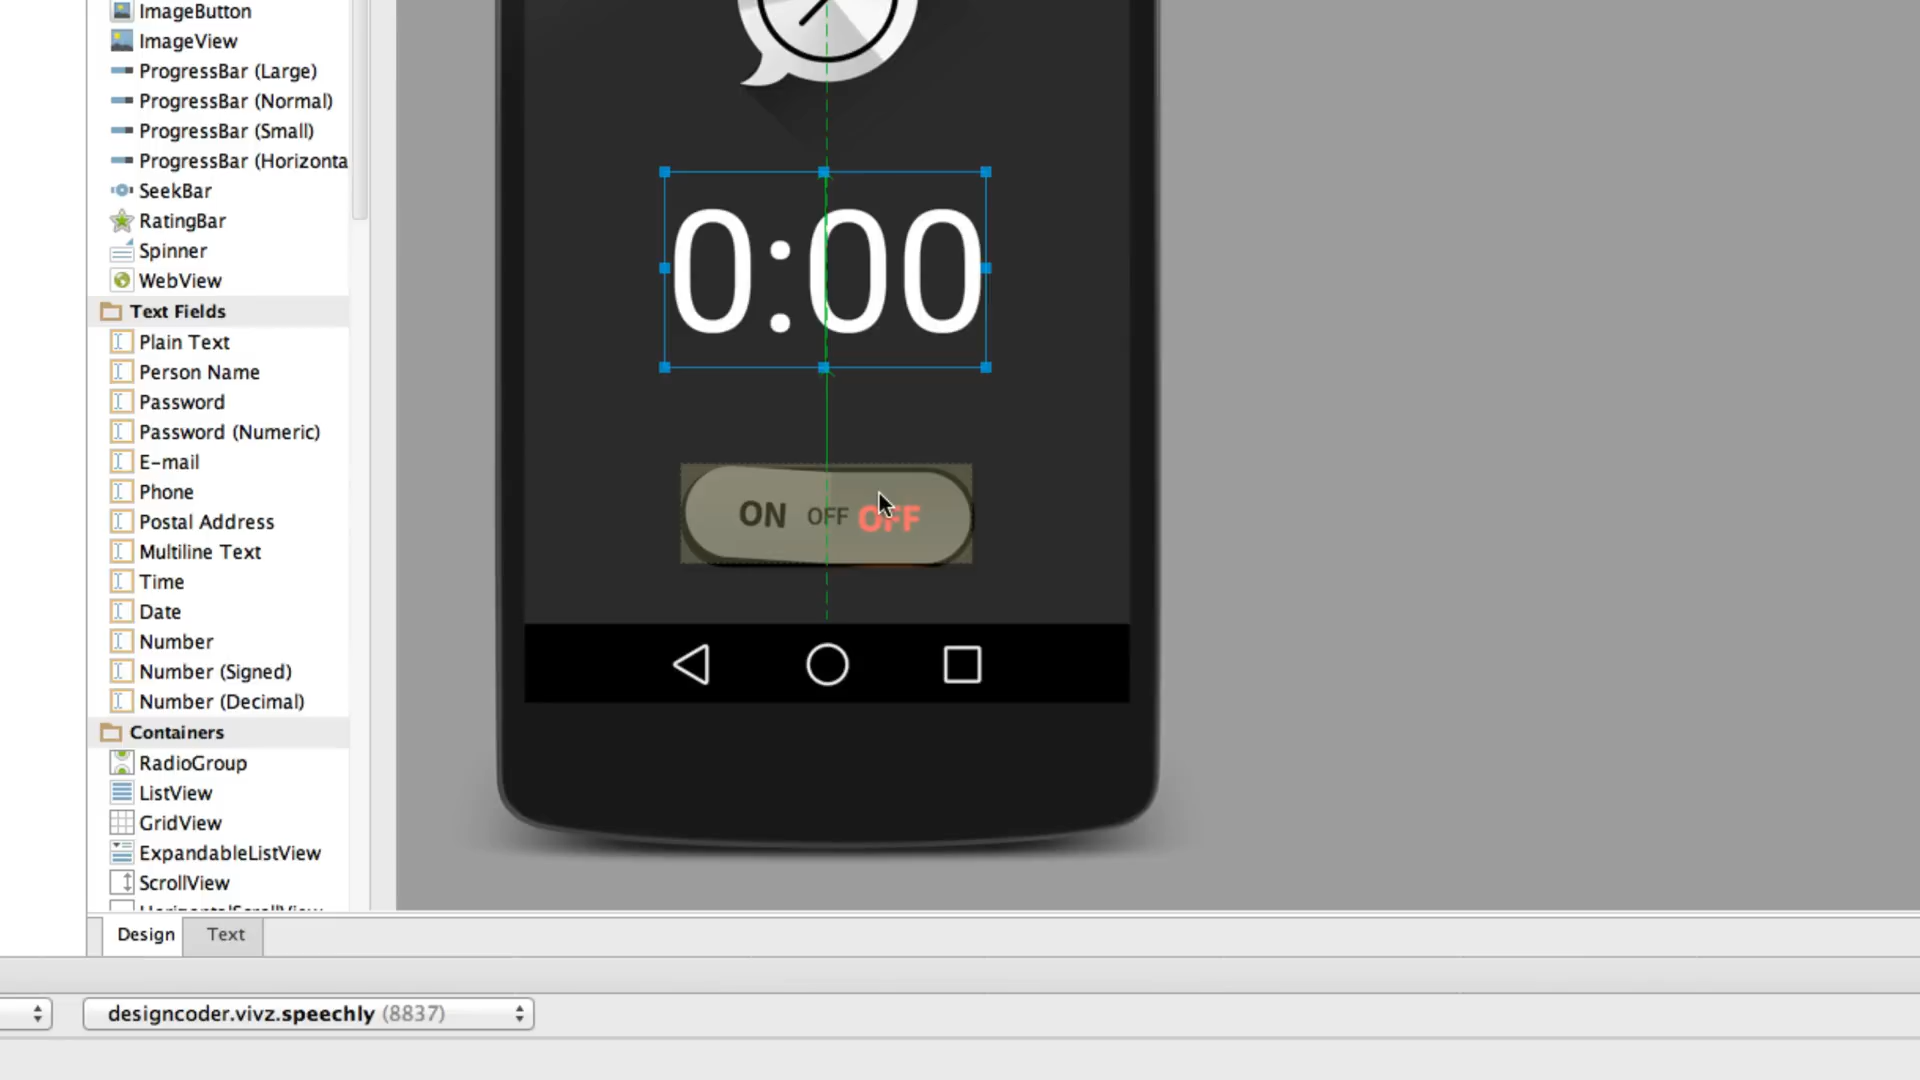 ImageButton
ImageView
ProgressBar (Large)
ProgressBar (Normal)
ProgressBar (Small)
ProgressBar (Horizonta
SeekBar
RatingBar
Spinner
WebView
Text Fields
Plain Text
Person Name
Password
Password (Numeric)
E-mail
Phone
Postal Address
Multiline Text
Time
Date
Number
Number (Signed)
Number (Decimal)
Containers
RadioGroup
ListView
GridView
ExpandableListView
ScrollView
HorizontalScrollView
0:00
ON OFF OFF
Design Text
designcoder.vivz.speechly (8837)